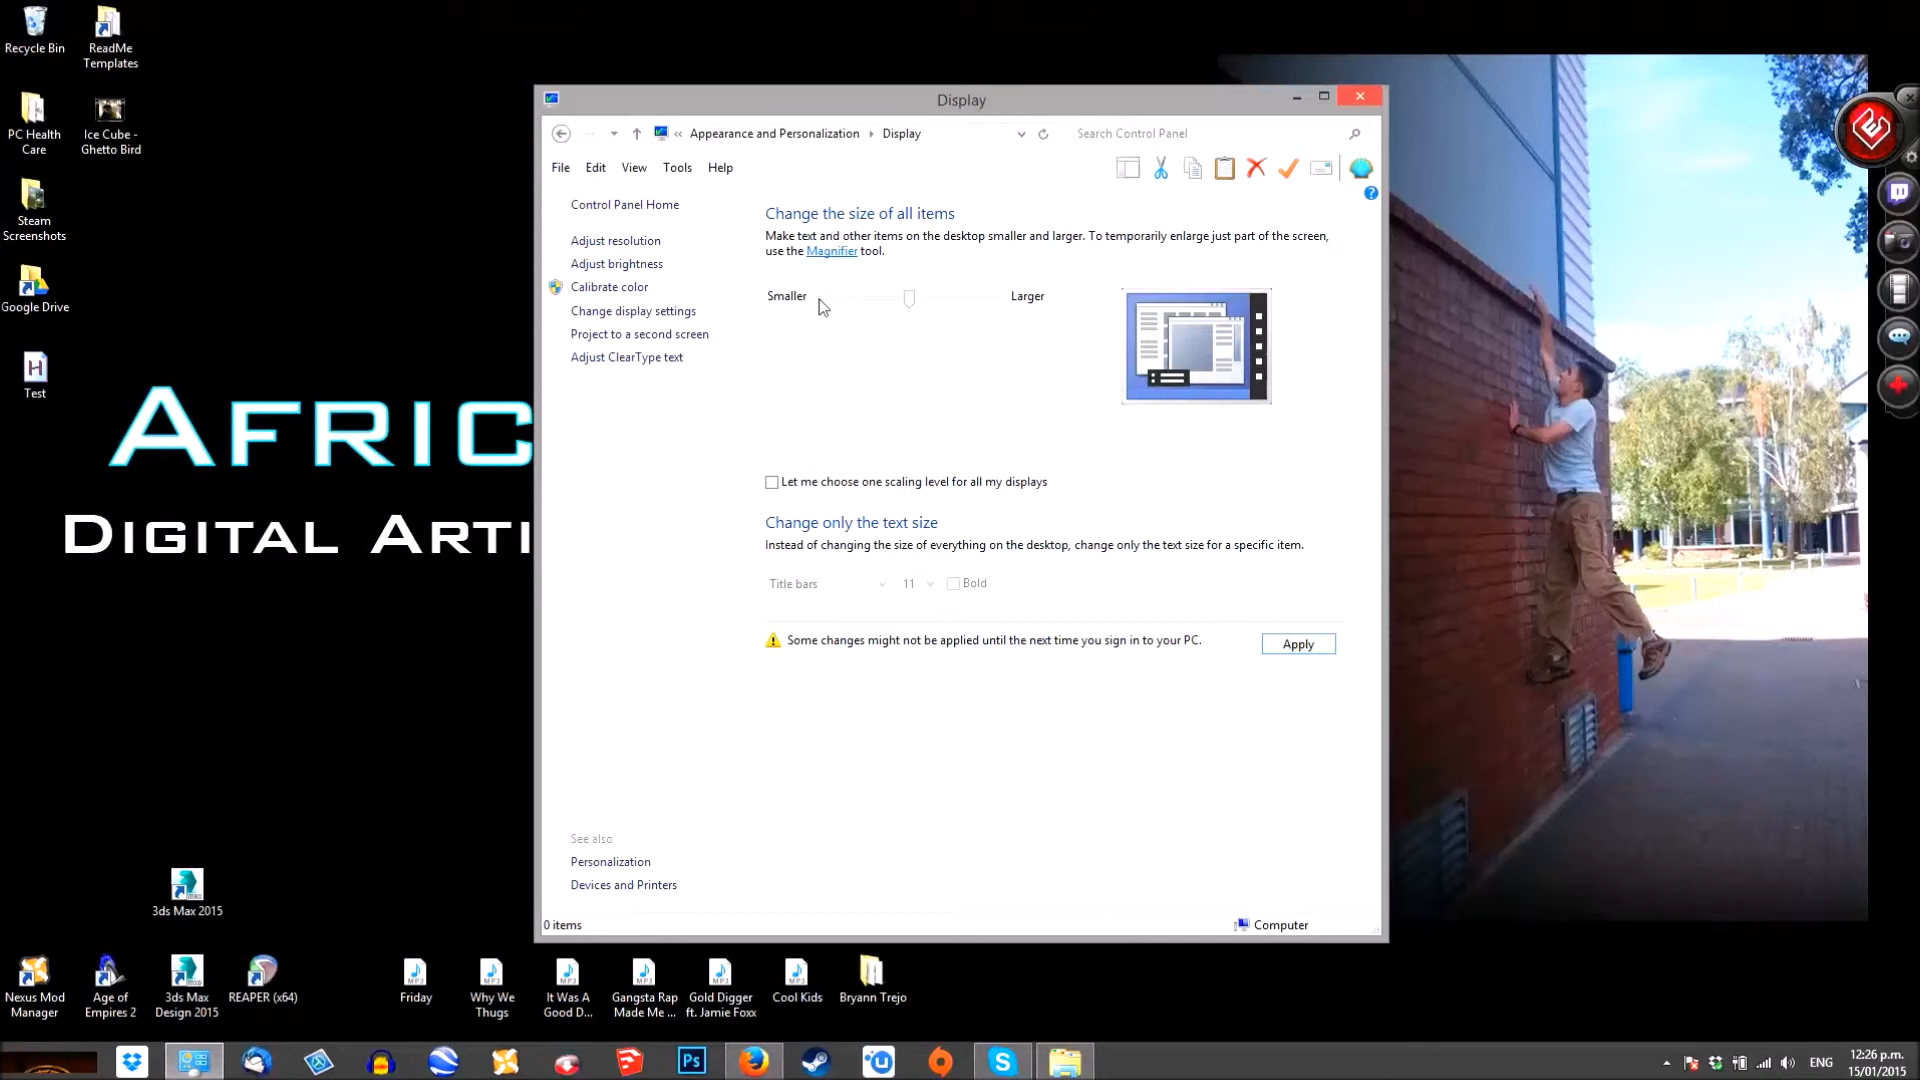 Recycle Bin
ReadMe
Templates
PC Health
Care
Ice Cube -
Ghetto Bird
Steam
Screenshots
Google Drive
Test
AFRIC
DIGITAL ARTI
3ds Max 2015
Nexus Mod
Manager
Age of
Empires 2
3ds Max
Design 2015
REAPER (x64)
Friday
Why We
Thugs
It Was A
Good D...
Gangsta Rap
Made Me ...
Gold Digger
ft. Jamie Foxx
Cool Kids
Bryann Trejo
Display
« Appearance and Personalization › Display
Search Control Panel
File Edit View Tools Help
Control Panel Home
Adjust resolution
Adjust brightness
Calibrate color
Change display settings
Project to a second screen
Adjust ClearType text
Change the size of all items
Make text and other items on the desktop smaller and larger. To temporarily enlarge just part of the screen,
use the Magnifier tool.
Smaller Larger
Let me choose one scaling level for all my displays
Change only the text size
Instead of changing the size of everything on the desktop, change only the text size for a specific item.
Title bars 11 Bold
Some changes might not be applied until the next time you sign in to your PC.
Apply
See also
Personalization
Devices and Printers
0 items
Computer
Ps
ENG
12:26 p.m.
15/01/2015